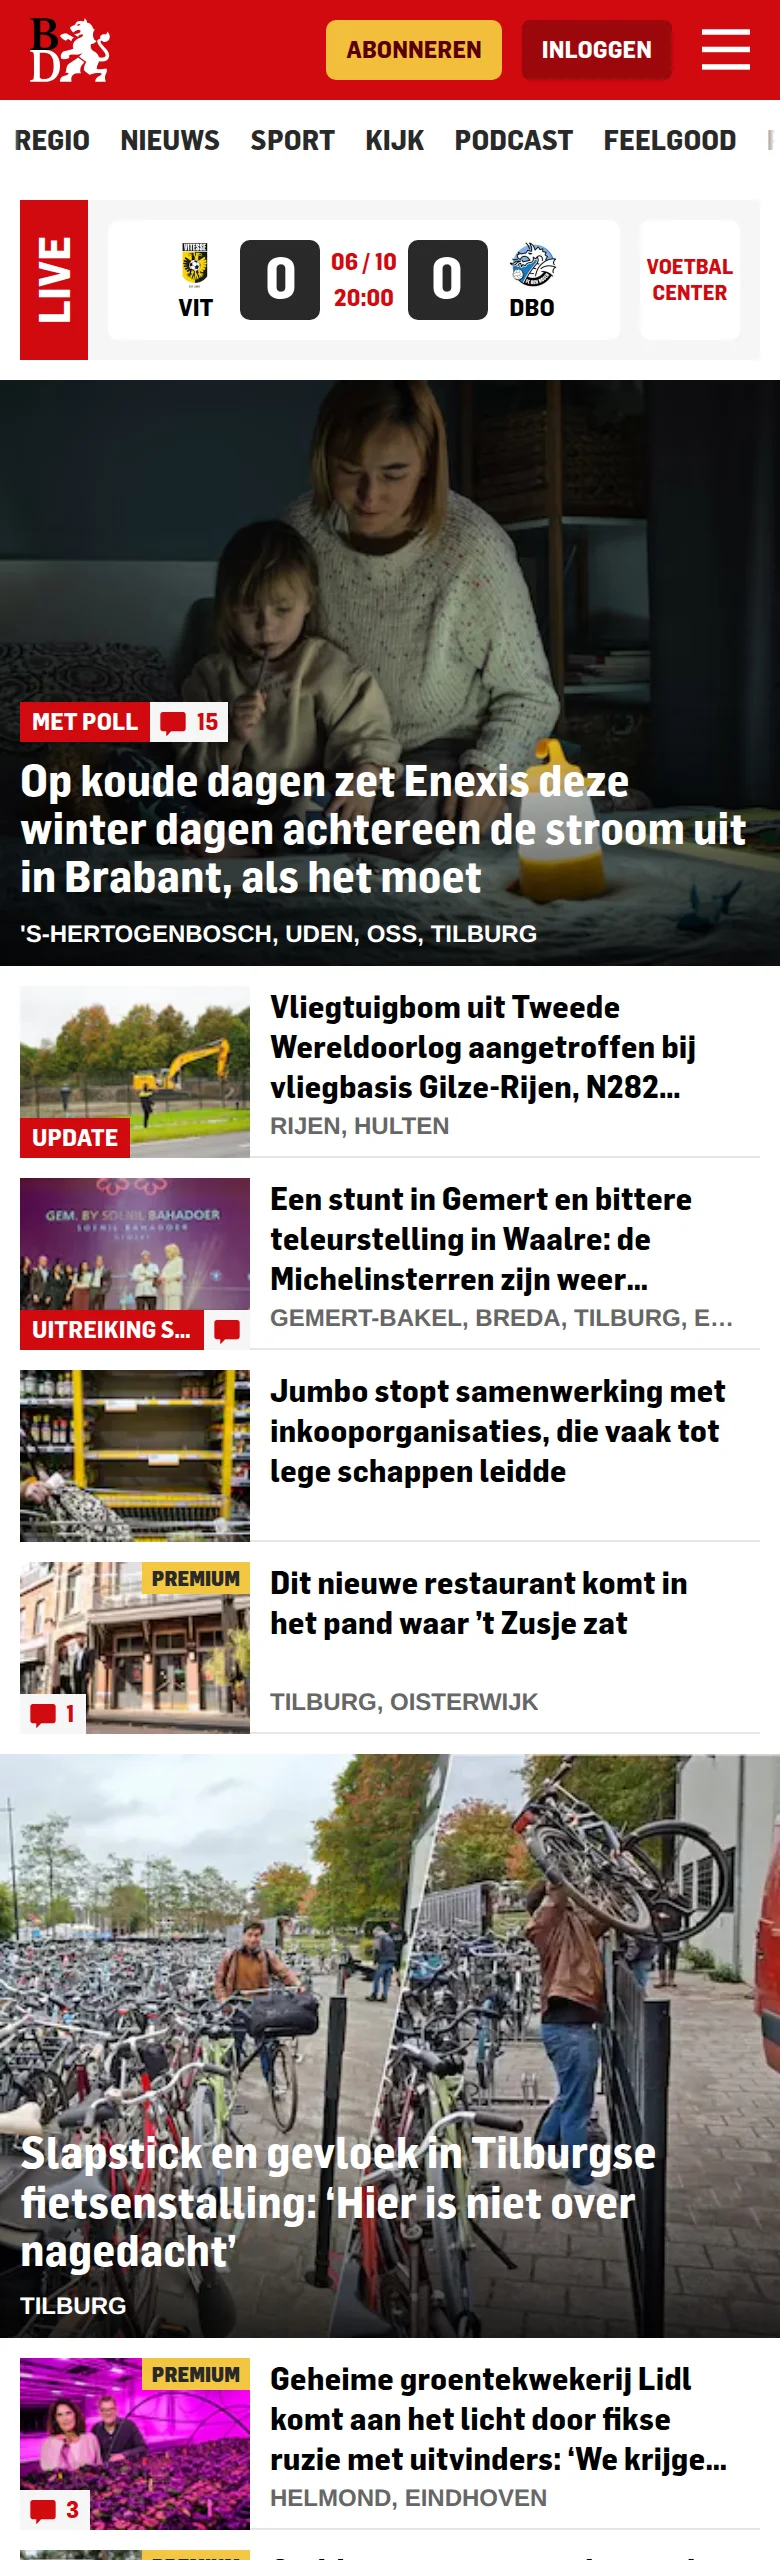 BD
ABONNEREN
INLOGGEN
REGIO NIEUWS SPORT KIJK PODCAST FEELGOOD
LIVE
VITESSE
VIT
0
06 / 10
20:00
0
DBO
VOETBAL
CENTER
MET POLL
15
Op koude dagen zet Enexis deze
winter dagen achtereen de stroom uit
in Brabant, als het moet
'S-HERTOGENBOSCH, UDEN, OSS, TILBURG
UPDATE
Vliegtuigbom uit Tweede
Wereldoorlog aangetroffen bij
vliegbasis Gilze-Rijen, N282...
RIJEN, HULTEN
GEM. BY SOENIL BAHADOER
SOENIL BAHADOER
UITREIKING S...
Een stunt in Gemert en bittere
teleurstelling in Waalre: de
Michelinsterren zijn weer...
GEMERT-BAKEL, BREDA, TILBURG, E...
Jumbo stopt samenwerking met
inkooporganisaties, die vaak tot
lege schappen leidde
PREMIUM
1
Dit nieuwe restaurant komt in
het pand waar ’t Zusje zat
TILBURG, OISTERWIJK
Slapstick en gevloek in Tilburgse
fietsenstalling: ‘Hier is niet over
nagedacht’
TILBURG
PREMIUM
3
Geheime groentekwekerij Lidl
komt aan het licht door fikse
ruzie met uitvinders: ‘We krijge...
HELMOND, EINDHOVEN
PREMIUM